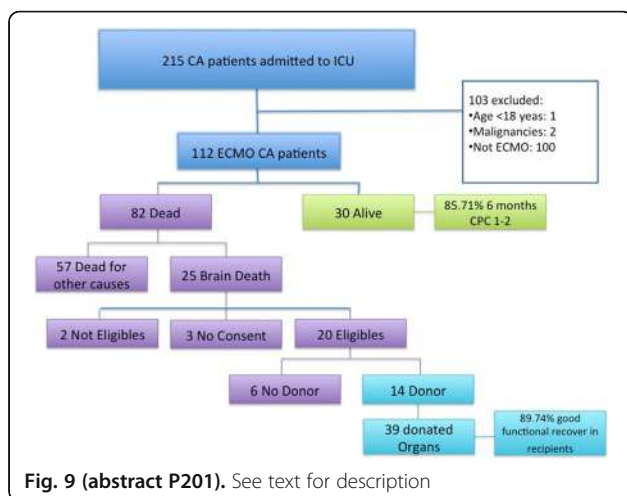 215 CA patients admitted to ICU
103 excluded:
•Age <18 yeas: 1
•Malignancies: 2
•Not ECMO: 100
112 ECMO CA patients
82 Dead
30 Alive
85.71% 6 months
CPC 1-2
57 Dead for
other causes
25 Brain Death
2 Not Eligibles
3 No Consent
20 Eligibles
6 No Donor
14 Donor
39 donated
Organs
89.74% good
functional recover in
recipients
Fig. 9 (abstract P201). See text for description